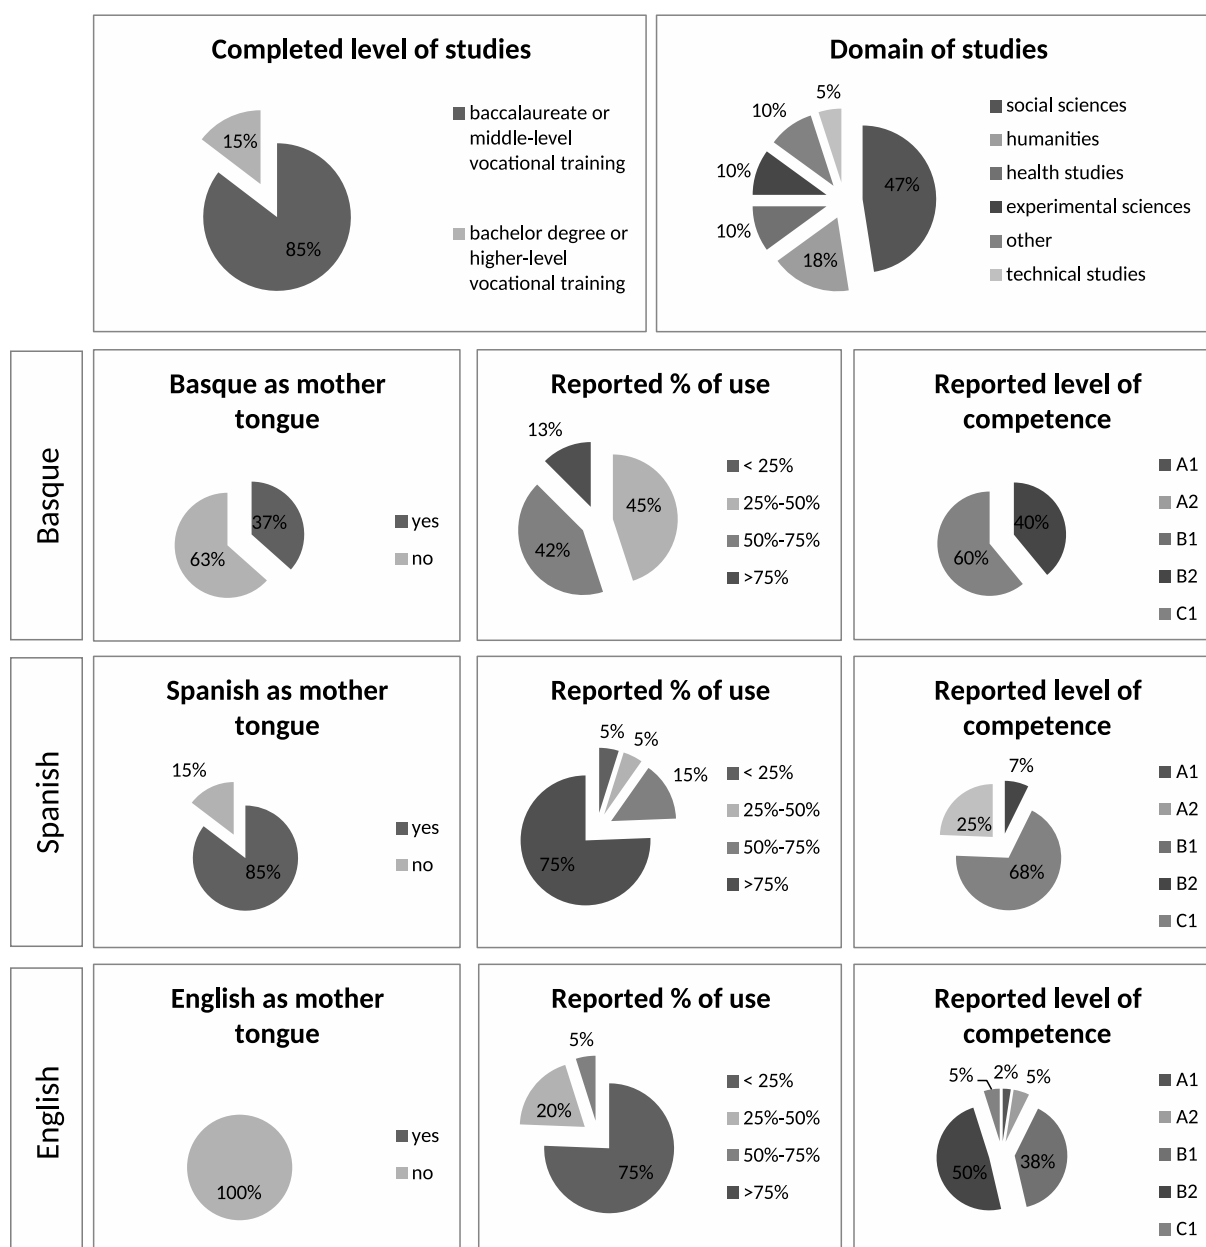 Completed level of studies
15%
85%
baccalaureate or
middle-level
vocational training
bachelor degree or
higher-level
vocational training
Domain of studies
5%
10%
10%
10%
18%
47%
social sciences
humanities
health studies
experimental sciences
other
technical studies
Basque
Basque as mother
tongue
37%
63%
yes
no
Reported % of use
13%
45%
42%
< 25%
25%-50%
50%-75%
>75%
Reported level of
competence
40%
60%
A1
A2
B1
B2
C1
Spanish
Spanish as mother
tongue
15%
85%
yes
no
Reported % of use
5%
5%
15%
75%
< 25%
25%-50%
50%-75%
>75%
Reported level of
competence
7%
25%
68%
A1
A2
B1
B2
C1
English
English as mother
tongue
100%
yes
no
Reported % of use
5%
20%
75%
< 25%
25%-50%
50%-75%
>75%
Reported level of
competence
5%
2%
5%
50%
38%
A1
A2
B1
B2
C1